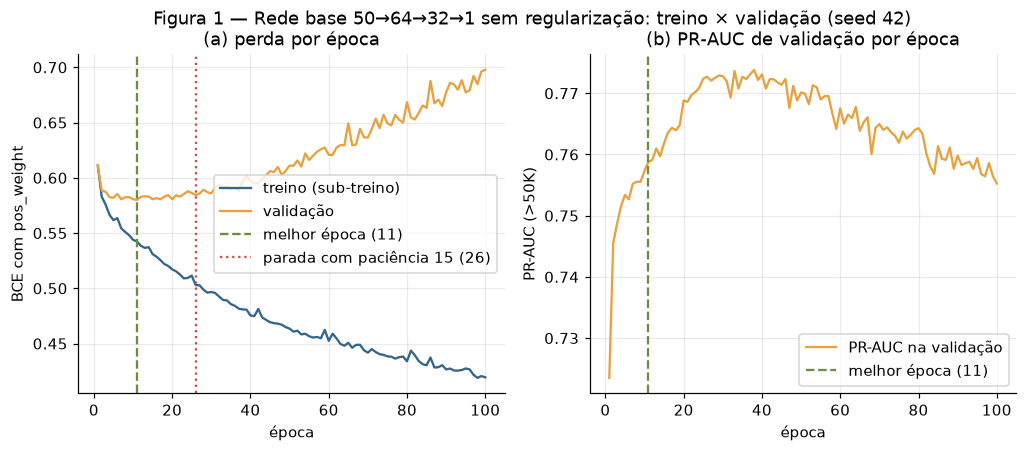 Figura 1 — Rede base 50→64→32→1 sem regularização: treino × validação (seed 42)
(a) perda por época
BCE com pos_weight
0.70
0.65
0.60
0.55
0.50
0.45
0
20
40
60
80
100
época
treino (sub-treino)
validação
melhor época (11)
parada com paciência 15 (26)
(b) PR-AUC de validação por época
PR-AUC (>50K)
0.77
0.76
0.75
0.74
0.73
0
20
40
60
80
100
época
PR-AUC na validação
melhor época (11)